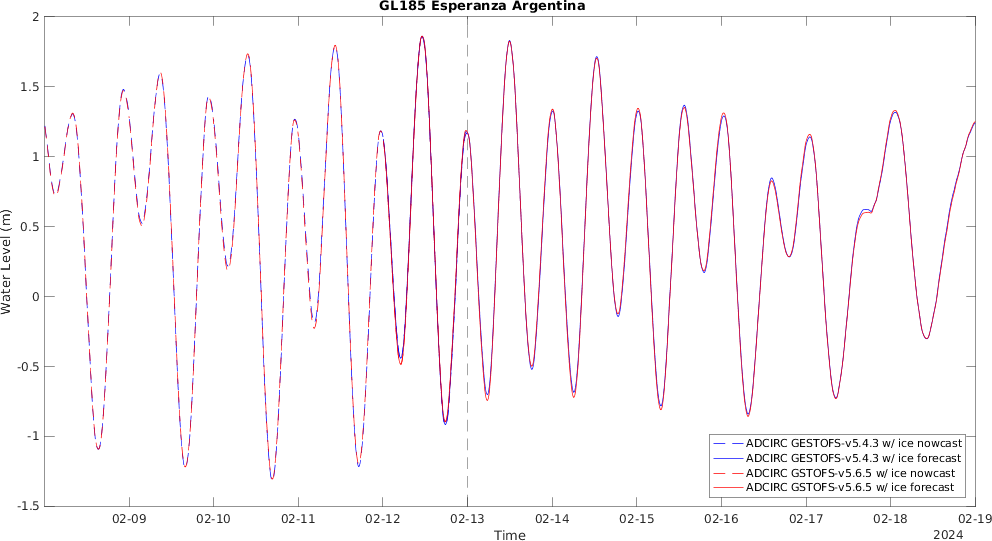 GL185 Esperanza Argentina
2
1.5
1
0.5
0
-0.5
-1
-1.5
Water Level (m)
ADCIRC GESTOFS-v5.4.3 w/ ice nowcast
ADCIRC GESTOFS-v5.4.3 w/ ice forecast
ADCIRC GSTOFS-v5.6.5 w/ ice nowcast
ADCIRC GSTOFS-v5.6.5 w/ ice forecast
02-09 02-10 02-11 02-12 02-13 02-14 02-15 02-16 02-17 02-18 02-19
Time
2024